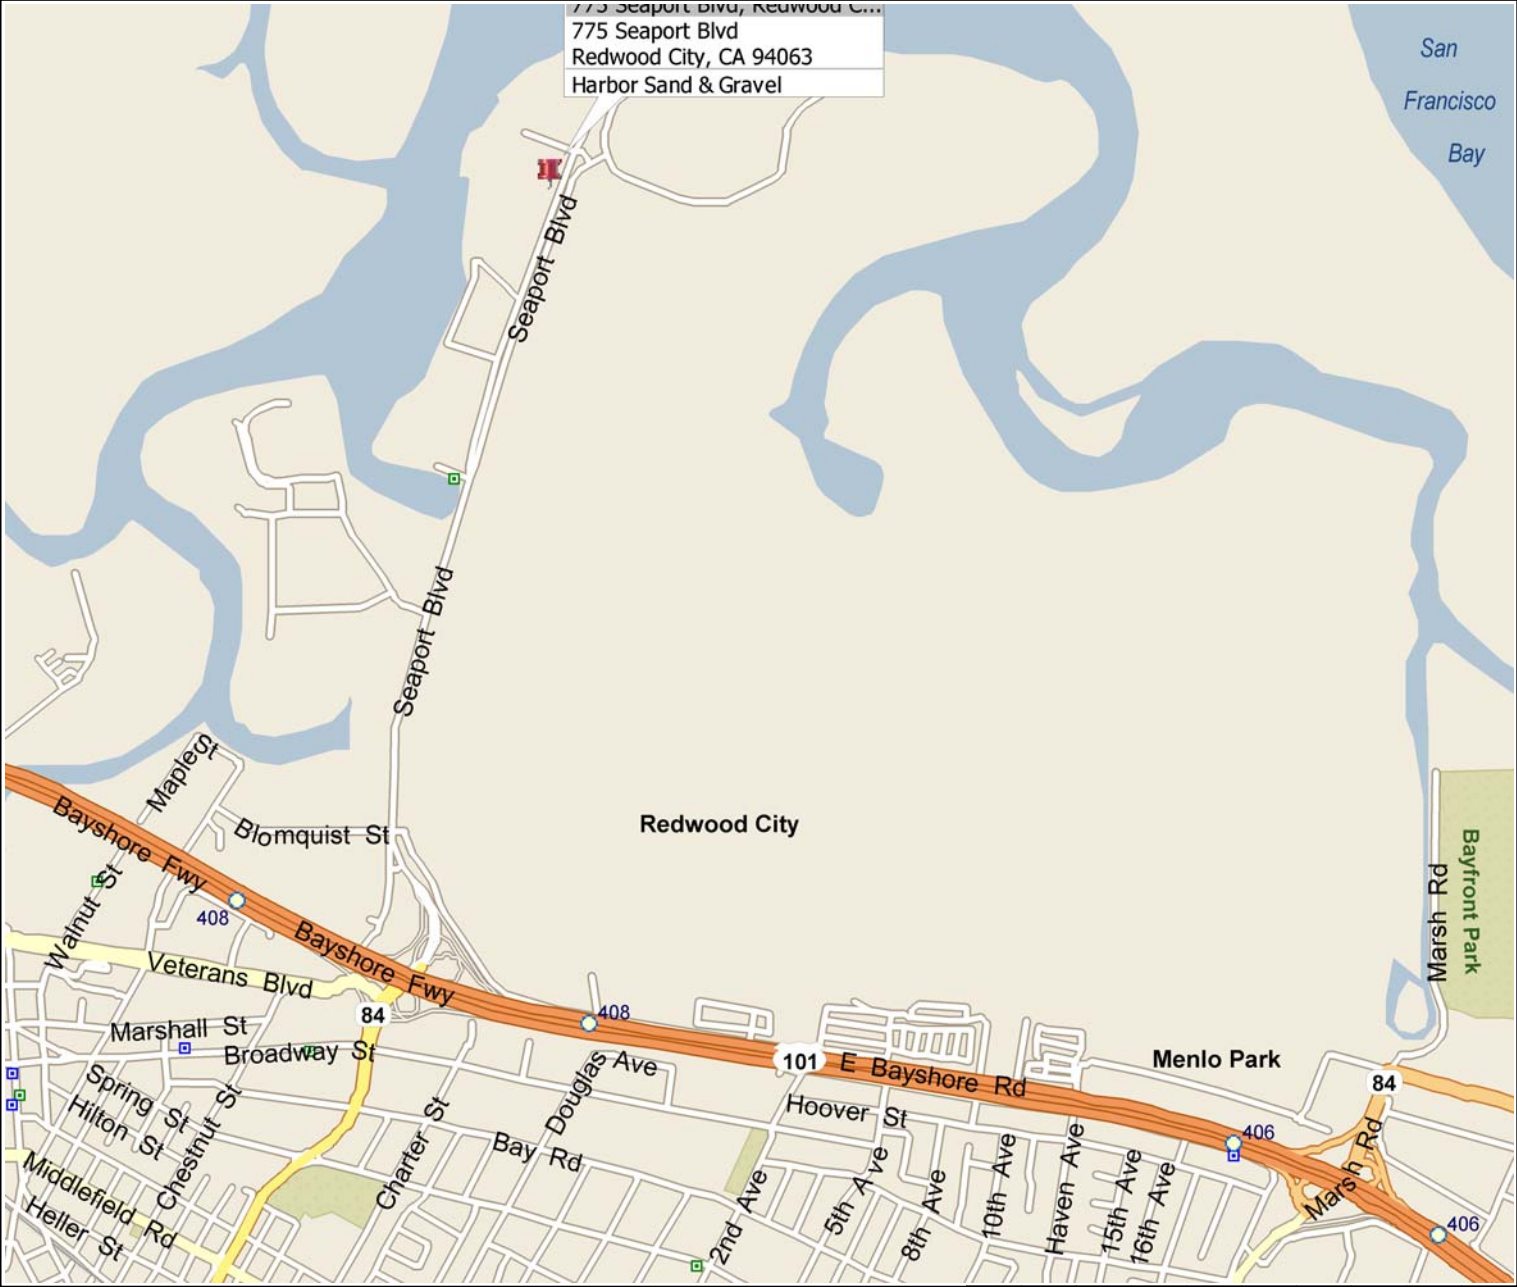 775 Seaport Blvd, Redwood C...
775 Seaport Blvd
Redwood City, CA 94063
Harbor Sand & Gravel
San
Francisco
Bay
Seaport Blvd
Seaport Blvd
Maple St
Blomquist St
Redwood City
Bayshore Fwy
Walnut St
408
Bayshore Fwy
Veterans Blvd
Marsh Rd
Bayfront Park
84
408
Marshall St
Broadway St
Douglas Ave
101
E Bayshore Rd
Menlo Park
84
Spring St
Hilton St
Chestnut St
Charter St
Bay Rd
Hoover St
406
Marsh Rd
Middlefield Rd
Heller St
2nd Ave
5th Ave
8th Ave
10th Ave
Haven Ave
15th Ave
16th Ave
406